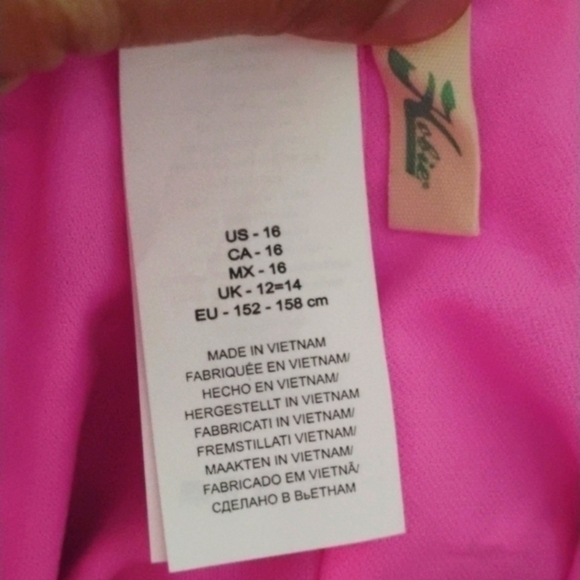 Hobie®
US - 16
CA - 16
MX - 16
UK - 12=14
EU - 152 - 158 cm
MADE IN VIETNAM
FABRIQUÉE EN VIETNAM/
HECHO EN VIETNAM/
HERGESTELLT IN VIETNAM/
FABBRICATI IN VIETNAM/
FREMSTILLATI VIETNAM/
MAAKTEN IN VIETNAM/
FABRICADO EM VIETNÃ/
СДЕЛАНО В ВЬЕТНАМ